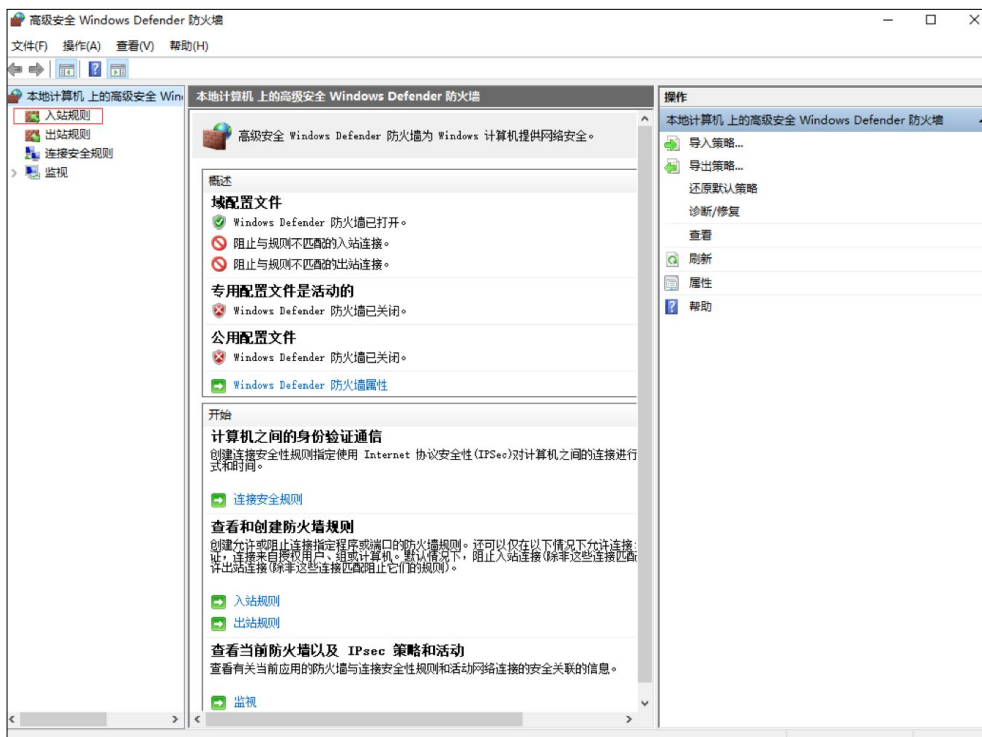 高级安全 Windows Defender 防火墙
文件(F) 操作(A) 查看(V) 帮助(H)
本地计算机 上的高级安全 Win
入站规则
出站规则
连接安全规则
监视
本地计算机 上的高级安全 Windows Defender 防火墙
高级安全 Windows Defender 防火墙为 Windows 计算机提供网络安全。
概述
域配置文件
Windows Defender 防火墙已打开。
阻止与规则不匹配的入站连接。
阻止与规则不匹配的出站连接。
专用配置文件是活动的
Windows Defender 防火墙已关闭。
公用配置文件
Windows Defender 防火墙已关闭。
Windows Defender 防火墙属性
开始
计算机之间的身份验证通信
创建连接安全性规则指定使用 Internet 协议安全性(IPSec)对计算机之间的连接进行
式和时间。
连接安全规则
查看和创建防火墙规则
创建允许或阻止连接指定程序或端口的防火墙规则。还可以仅在以下情况下允许连接:
证，连接来自授权用户、组或计算机。默认情况下，阻止入站连接(除非这些连接匹配
许出站连接(除非这些连接匹配阻止它们的规则)。
入站规则
出站规则
查看当前防火墙以及 IPsec 策略和活动
查看有关当前应用的防火墙与连接安全性规则和活动网络连接的安全关联的信息。
监视
操作
本地计算机 上的高级安全 Windows Defender 防火墙
导入策略...
导出策略...
还原默认策略
诊断/修复
查看
刷新
属性
帮助